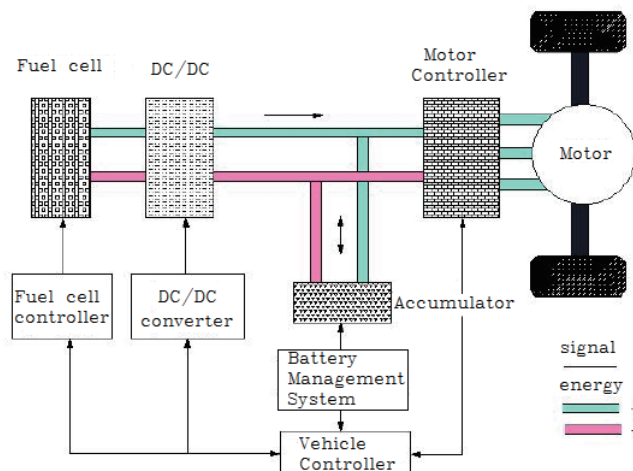 Fuel cell
DC/DC
Motor
Controller
Motor
Fuel cell
controller
DC/DC
converter
Accumulator
Battery
Management
System
Vehicle
Controller
signal
energy